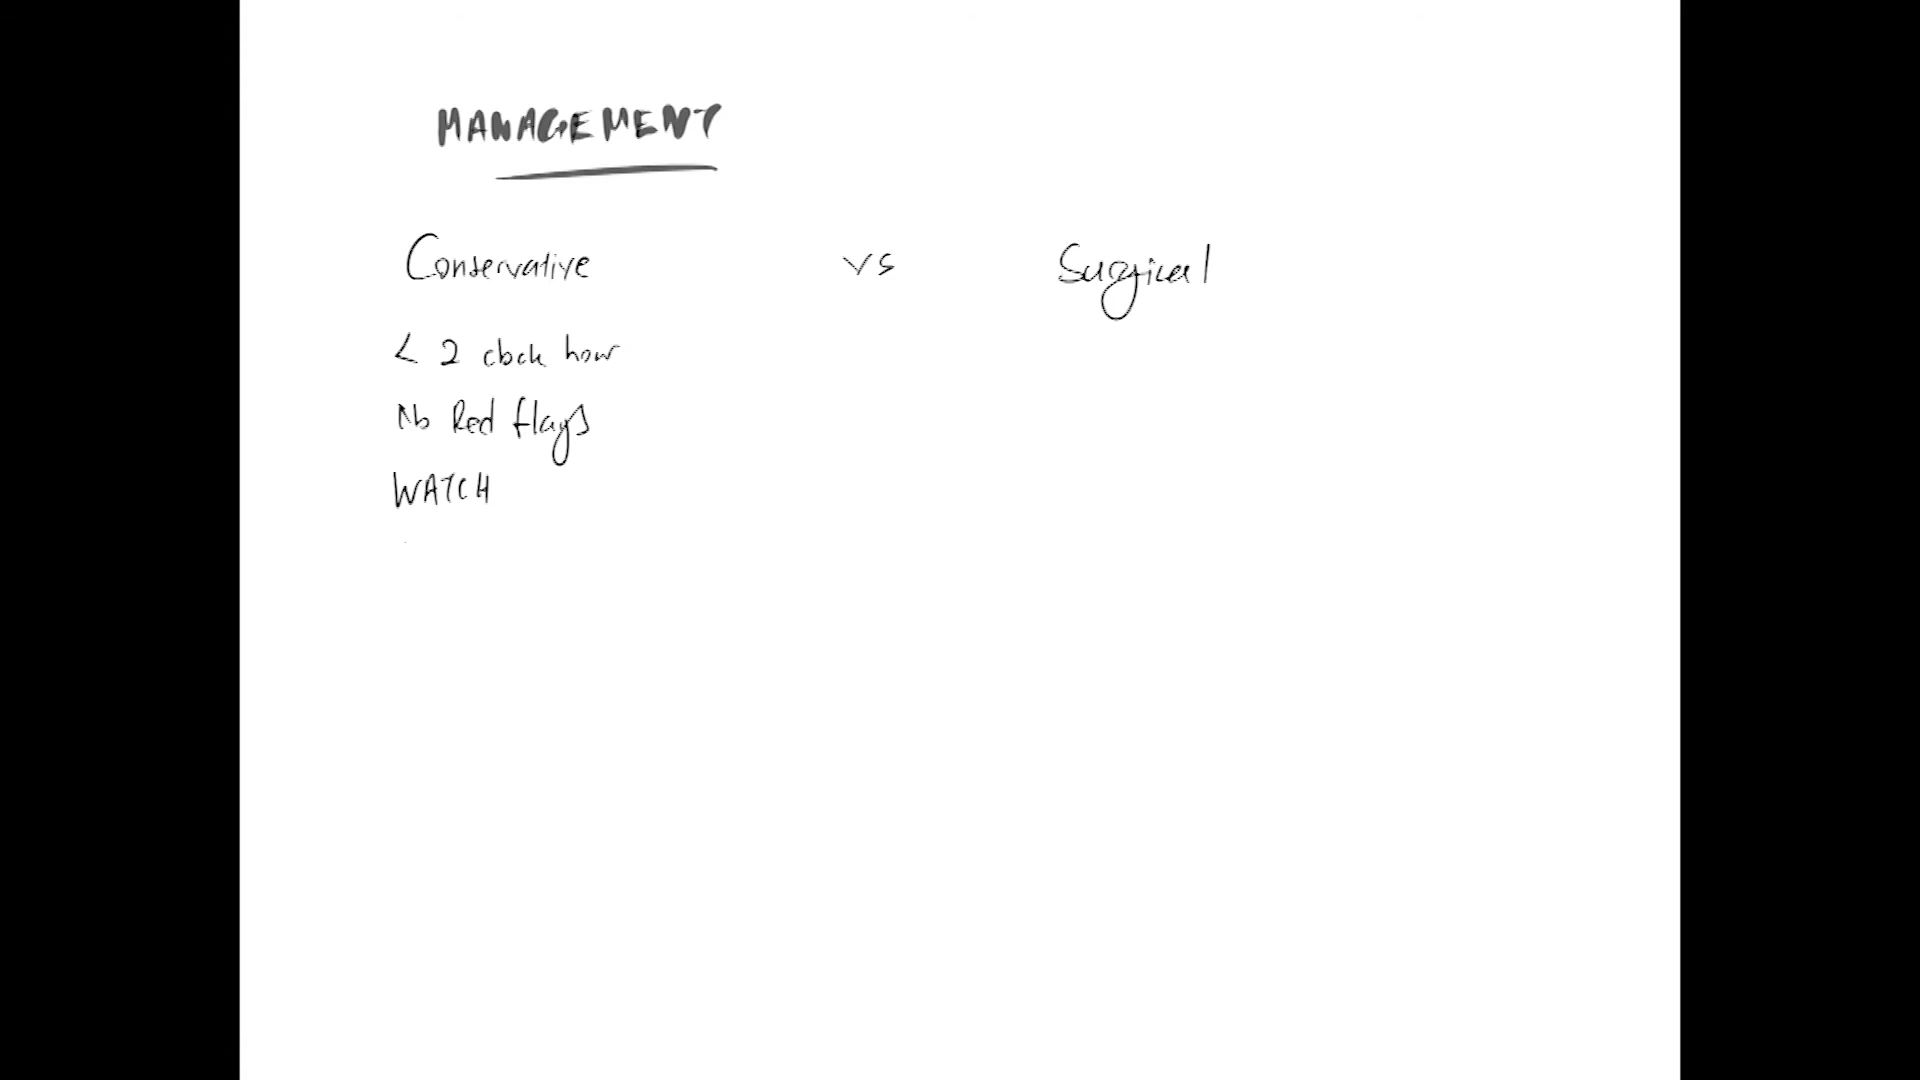 MANAGEMENT
Conservative vs Surgical
< 2 clock hour
No Red flags
WATCH